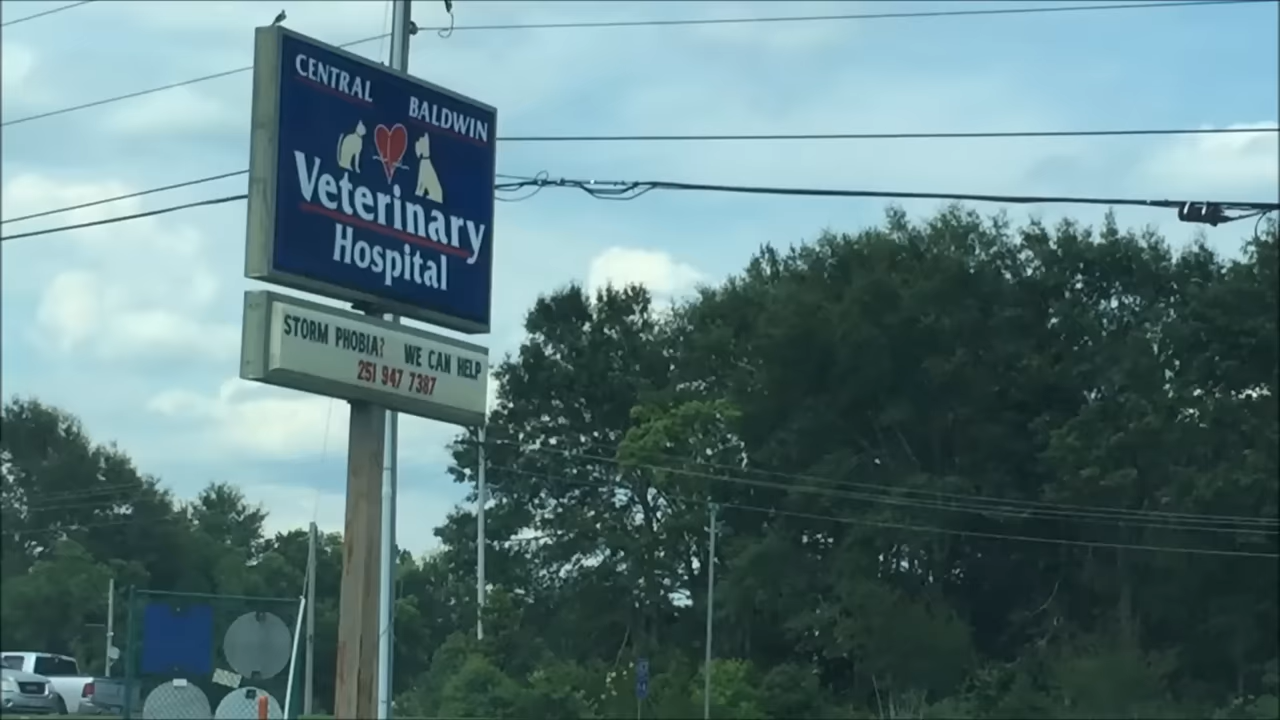 CENTRAL BALDWIN
Veterinary
Hospital
STORM PHOBIA? WE CAN HELP
251 947 7387